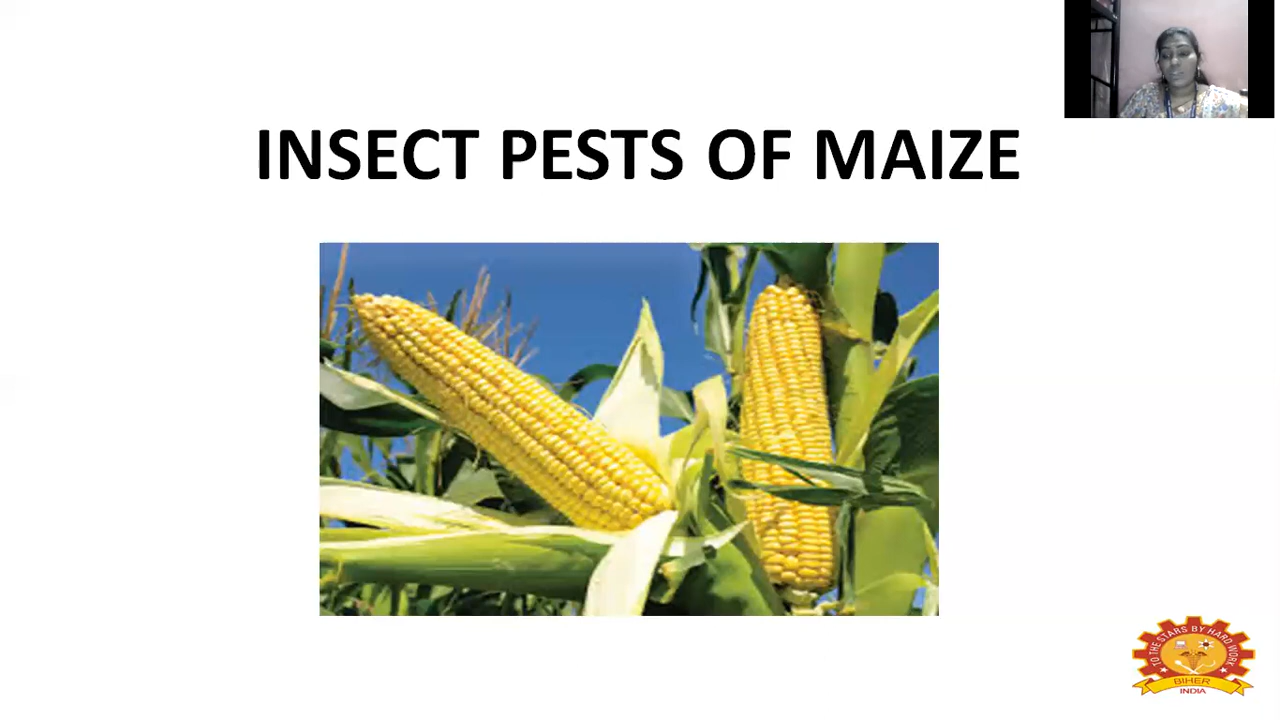 INSECT PESTS OF MAIZE
TO THE STARS BY HARD WORK
BIHER
INDIA